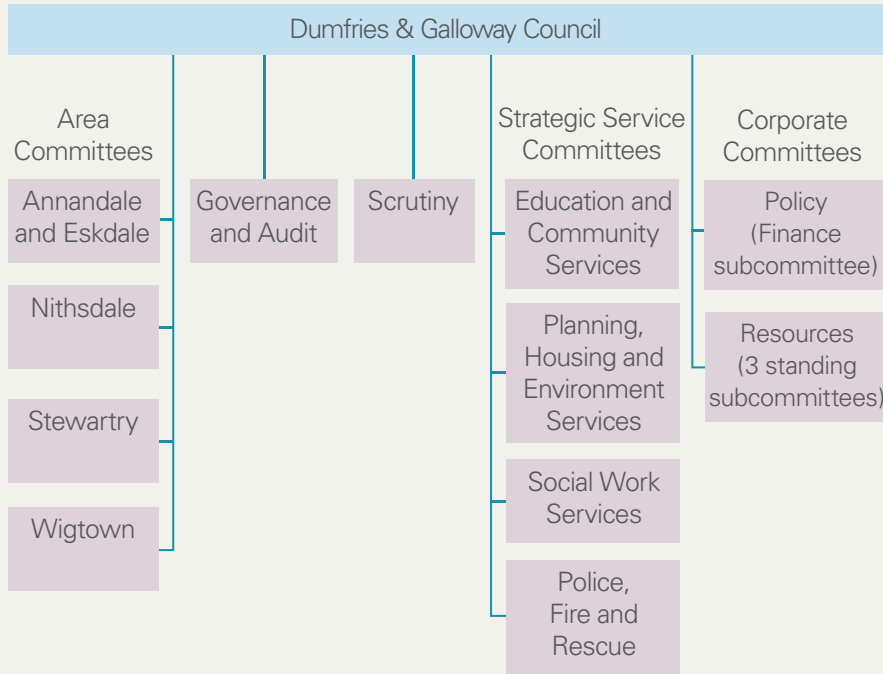 Dumfries & Galloway Council
Area
Committees
Annandale
and Eskdale
Nithsdale
Stewartry
Wigtown
Governance
and Audit
Scrutiny
Strategic Service
Committees
Education and
Community
Services
Planning,
Housing and
Environment
Services
Social Work
Services
Police,
Fire and
Rescue
Corporate
Committees
Policy
(Finance
subcommittee)
Resources
(3 standing
subcommittees)